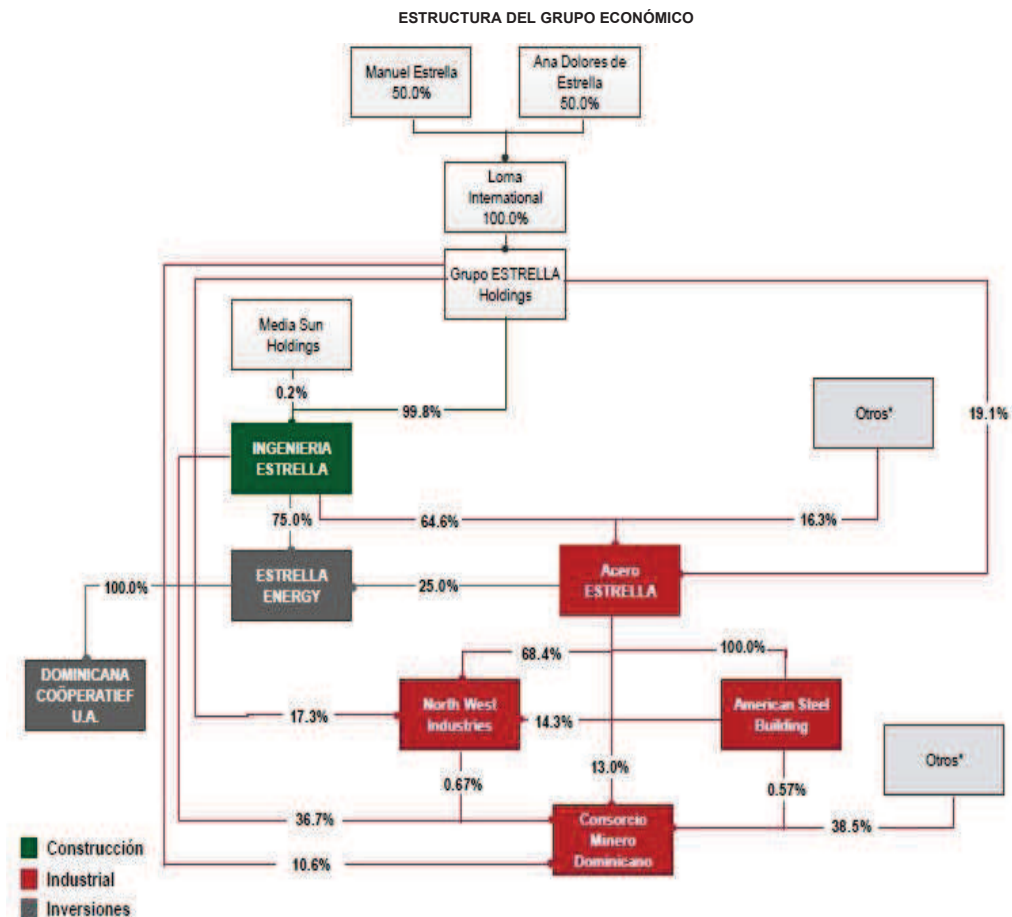 ESTRUCTURA DEL GRUPO ECONÓMICO
Manuel Estrella
50.0%
Ana Dolores de
Estrella
50.0%
Loma
International
100.0%
Grupo ESTRELLA
Holdings
Media Sun
Holdings
0.2%
99.8%
Otros*
19.1%
INGENIERIA
ESTRELLA
75.0%
64.6%
16.3%
ESTRELLA
ENERGY
100.0%
25.0%
Acero
ESTRELLA
68.4%
100.0%
DOMINICANA
COÖPERATIEF
U.A.
North West
Industries
American Steel
Building
17.3%
14.3%
Otros*
13.0%
0.67%
0.57%
36.7%
Consorcio
Minero
Dominicano
38.5%
10.6%
Construcción
Industrial
Inversiones